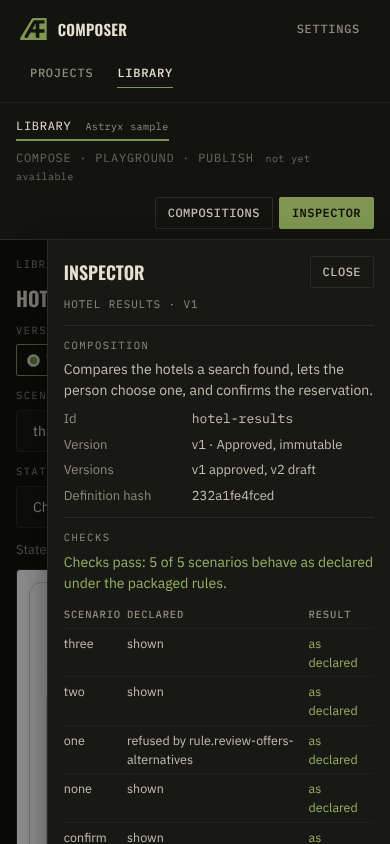 Æ COMPOSER SETTINGS
PROJECTS LIBRARY
LIBRARY Astryx sample
COMPOSE · PLAYGROUND · PUBLISH not yet
available
COMPOSITIONS INSPECTOR
INSPECTOR CLOSE
HOTEL RESULTS · V1
COMPOSITION
Compares the hotels a search found, lets the
person choose one, and confirms the reservation.
Id hotel-results
Version v1 · Approved, immutable
Versions v1 approved, v2 draft
Definition hash 232a1fe4fced
CHECKS
Checks pass: 5 of 5 scenarios behave as declared
under the packaged rules.
SCENARIO DECLARED RESULT
three shown as
declared
two shown as
declared
one refused by rule.review-offers- as
alternatives declared
none shown as
declared
confirm shown as